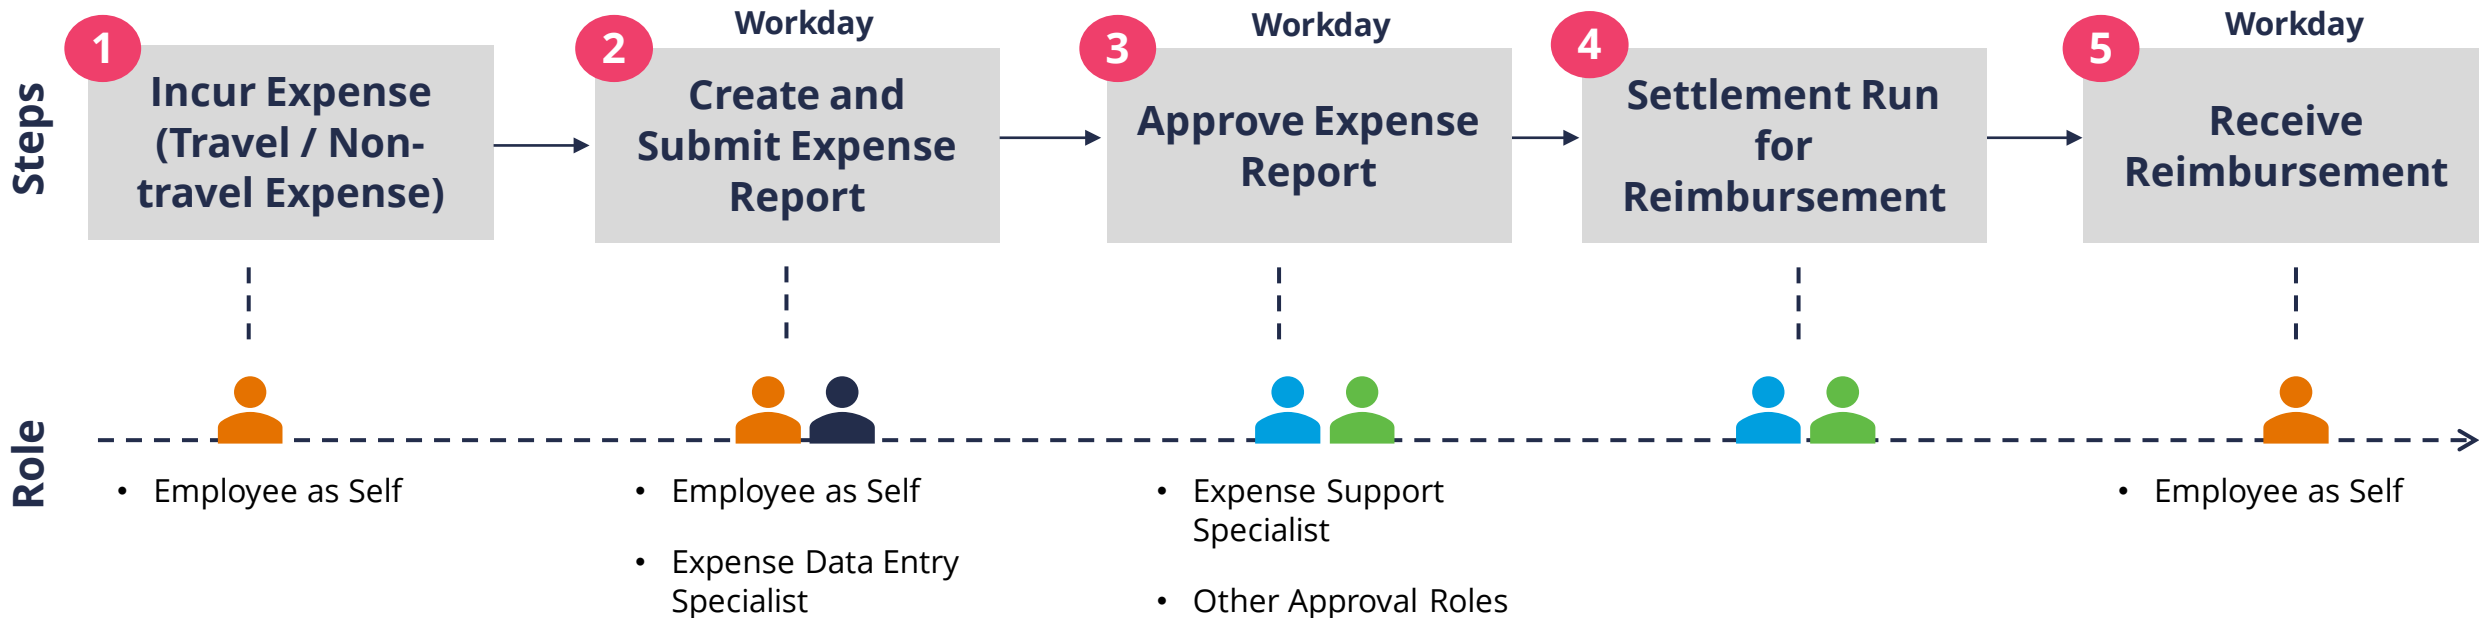 Steps
1
Incur Expense
(Travel / Non-
travel Expense)
Workday
2
Create and
Submit Expense
Report
Workday
3
Approve Expense
Report
4
Settlement Run
for
Reimbursement
Workday
5
Receive
Reimbursement
Role
• Employee as Self
• Employee as Self
• Expense Data Entry
Specialist
• Expense Support
Specialist
• Other Approval Roles
• Employee as Self